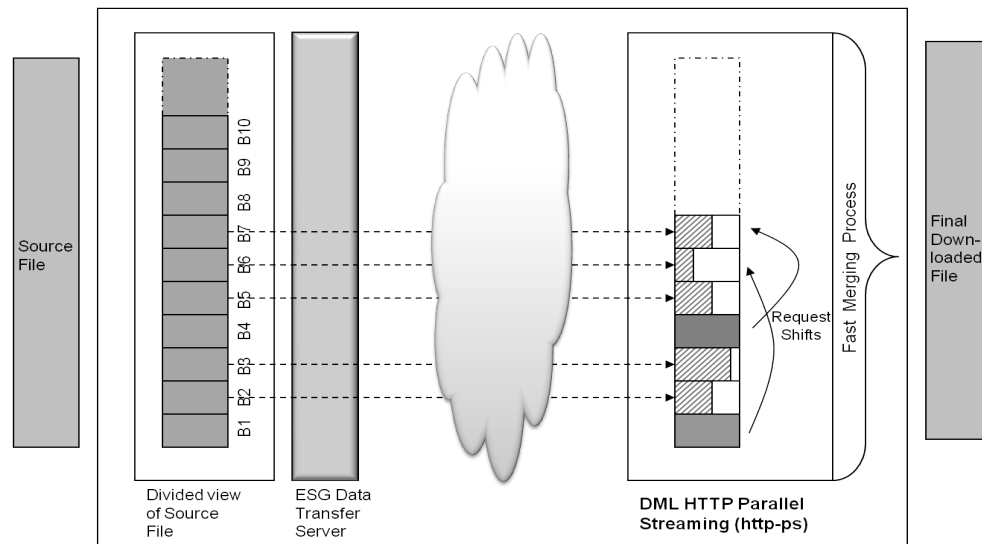 Source
File
B10
B9
B8
B7
B6
B5
B4
B3
B2
B1
Divided view
of Source
File
ESG Data
Transfer
Server
Request
Shifts
DML HTTP Parallel
Streaming (http-ps)
Fast Merging Process
Final
Down-
loaded
File